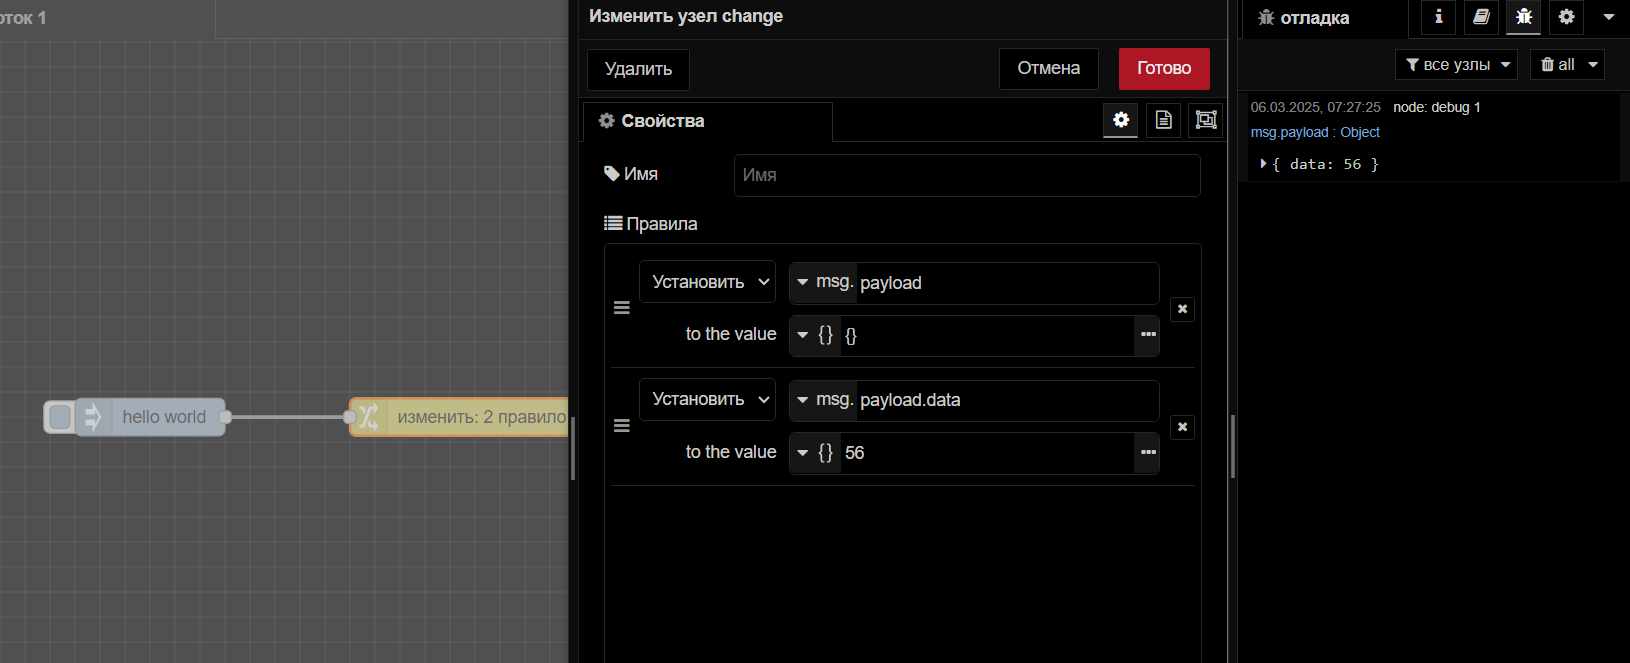 оток 1
hello world
изменить: 2 правило
Изменить узел change
Удалить
Отмена
Готово
Свойства
Имя
Имя
Правила
Установить
msg. payload
to the value
{} {}
Установить
msg. payload.data
to the value
{} 56
отладка
все узлы
all
06.03.2025, 07:27:25 node: debug 1
msg.payload : Object
{ data: 56 }